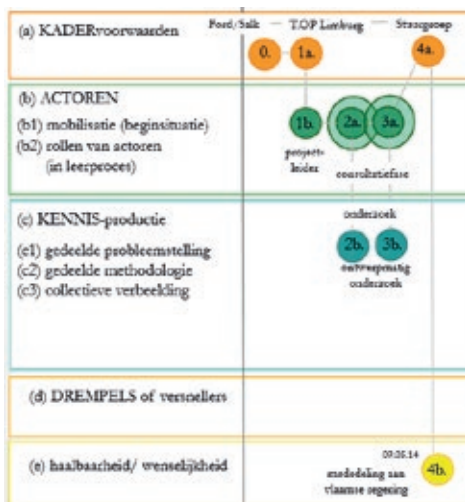 Ford/SALK T.OP Limburg Stuurgroep
(a) KADERvoorwaarden
0. 1a. 4a.
(b) ACTOREN
(b1) mobilisatie (beginsituatie)
(b2) rollen van actoren
(in leerproces)
1b. 2a. 3a.
project-
leider
consultatiefase
(c) KENNIS-productie
onderzoek
(c1) gedeelde probleemstelling
(c2) gedeelde methodologie
(c3) collectieve verbeelding
2b. 3b.
ontwerpmatig
onderzoek
(d) DREMPELS of versnellers
(e) haalbaarheid/ wenselijkheid
mededeling aan
vlaamse regering
4b.